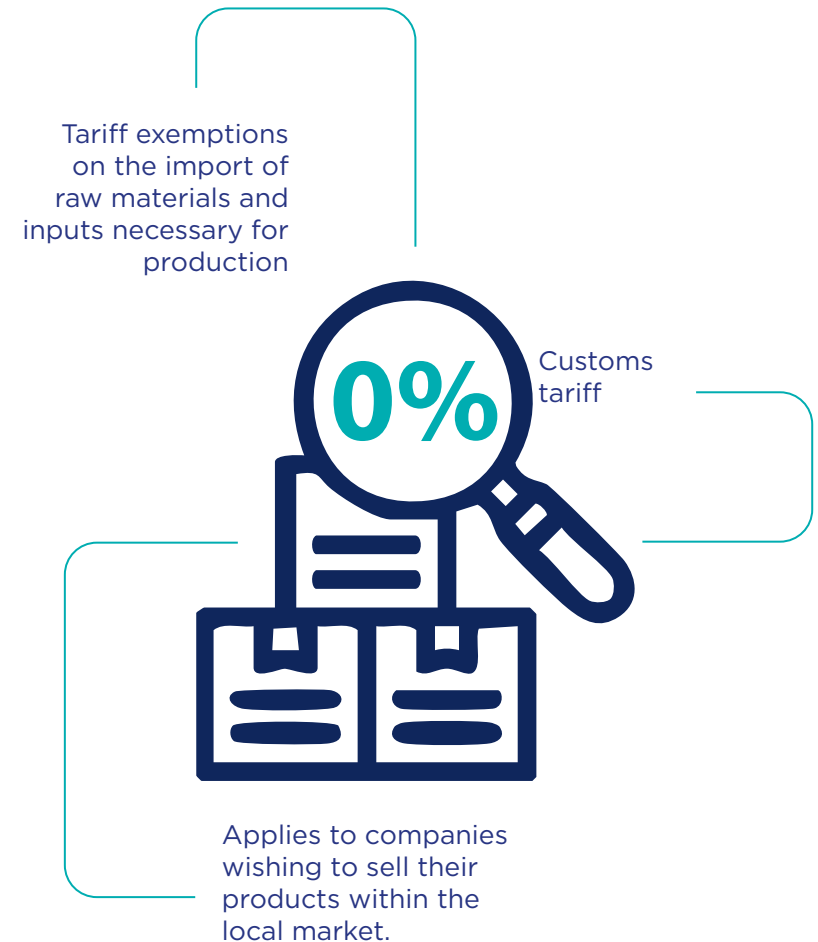 Tariff exemptions
on the import of
raw materials and
inputs necessary for
production
0%
Customs
tariff
Applies to companies
wishing to sell their
products within the
local market.